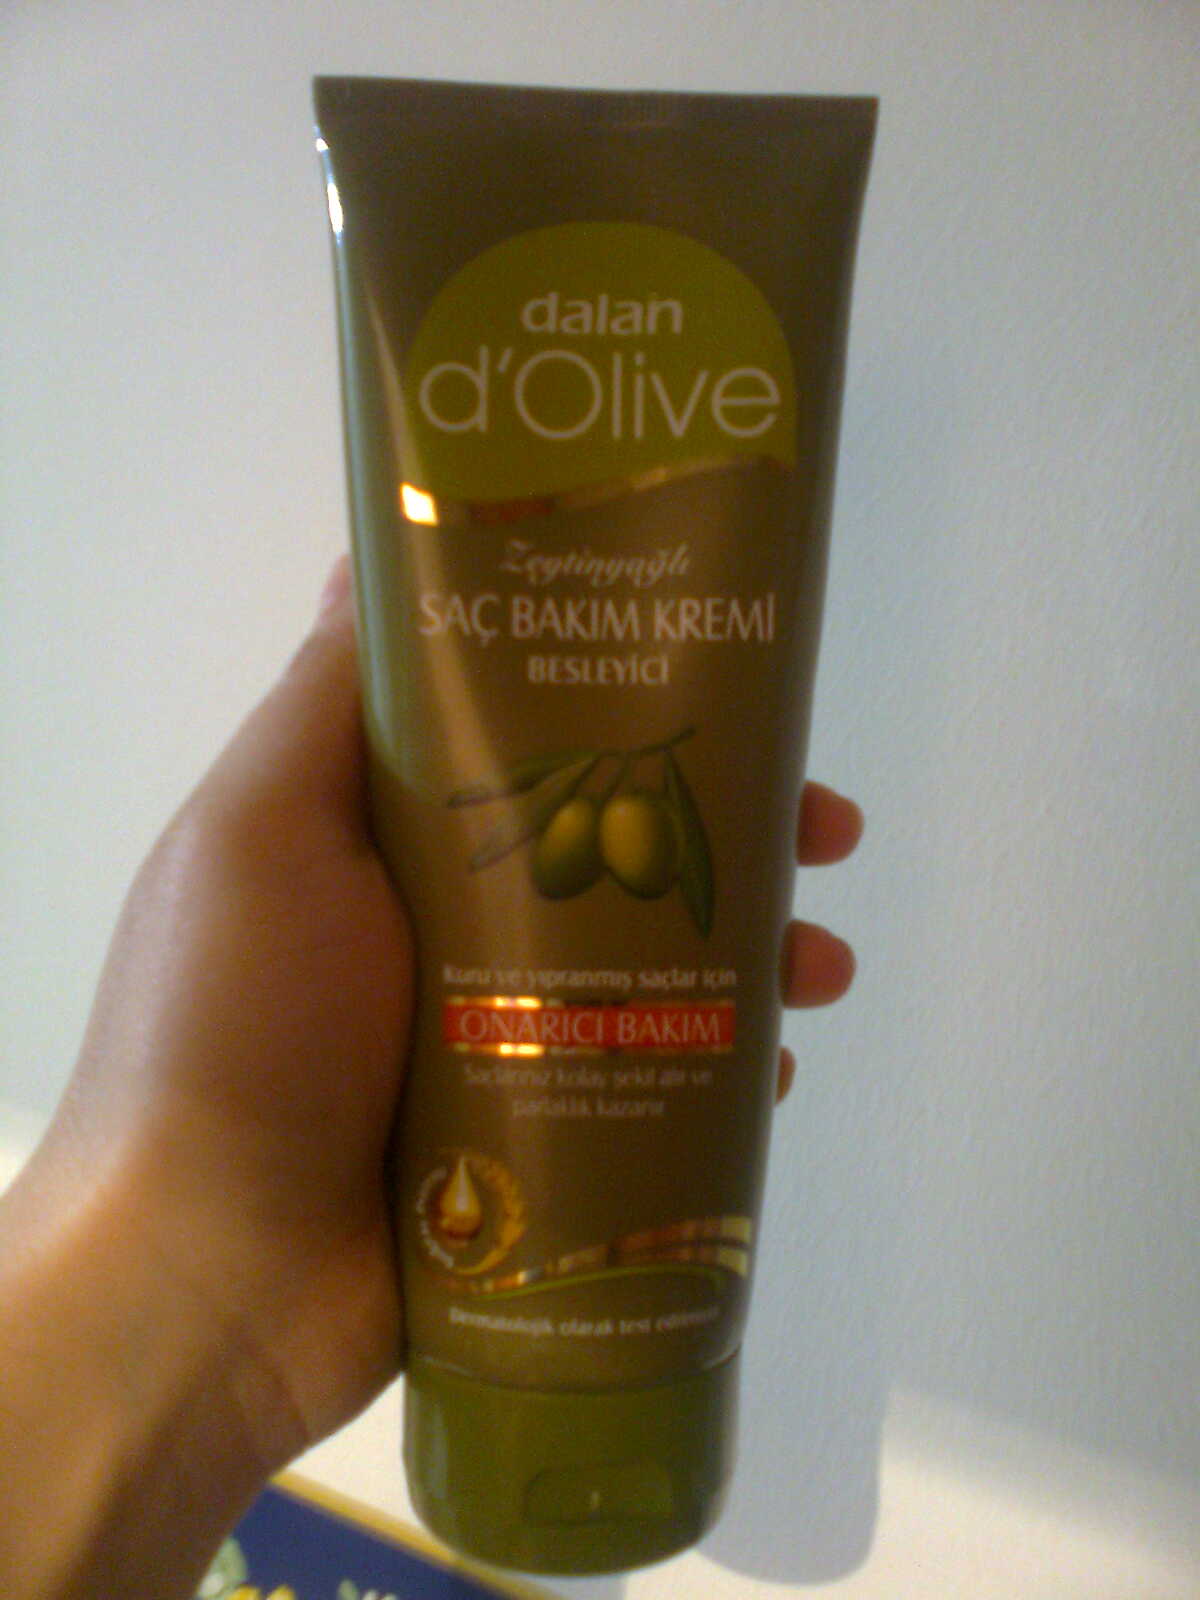 dalan
d'Olive
Zeytinyağlı
SAÇ BAKIM KREMİ
BESLEYİCİ
Kuru ve yıpranmış saçlar için
ONARICI BAKIM
Saçlarınız kolay şekil alır ve
parlaklık kazanır
Dermatolojik olarak test edilmiştir